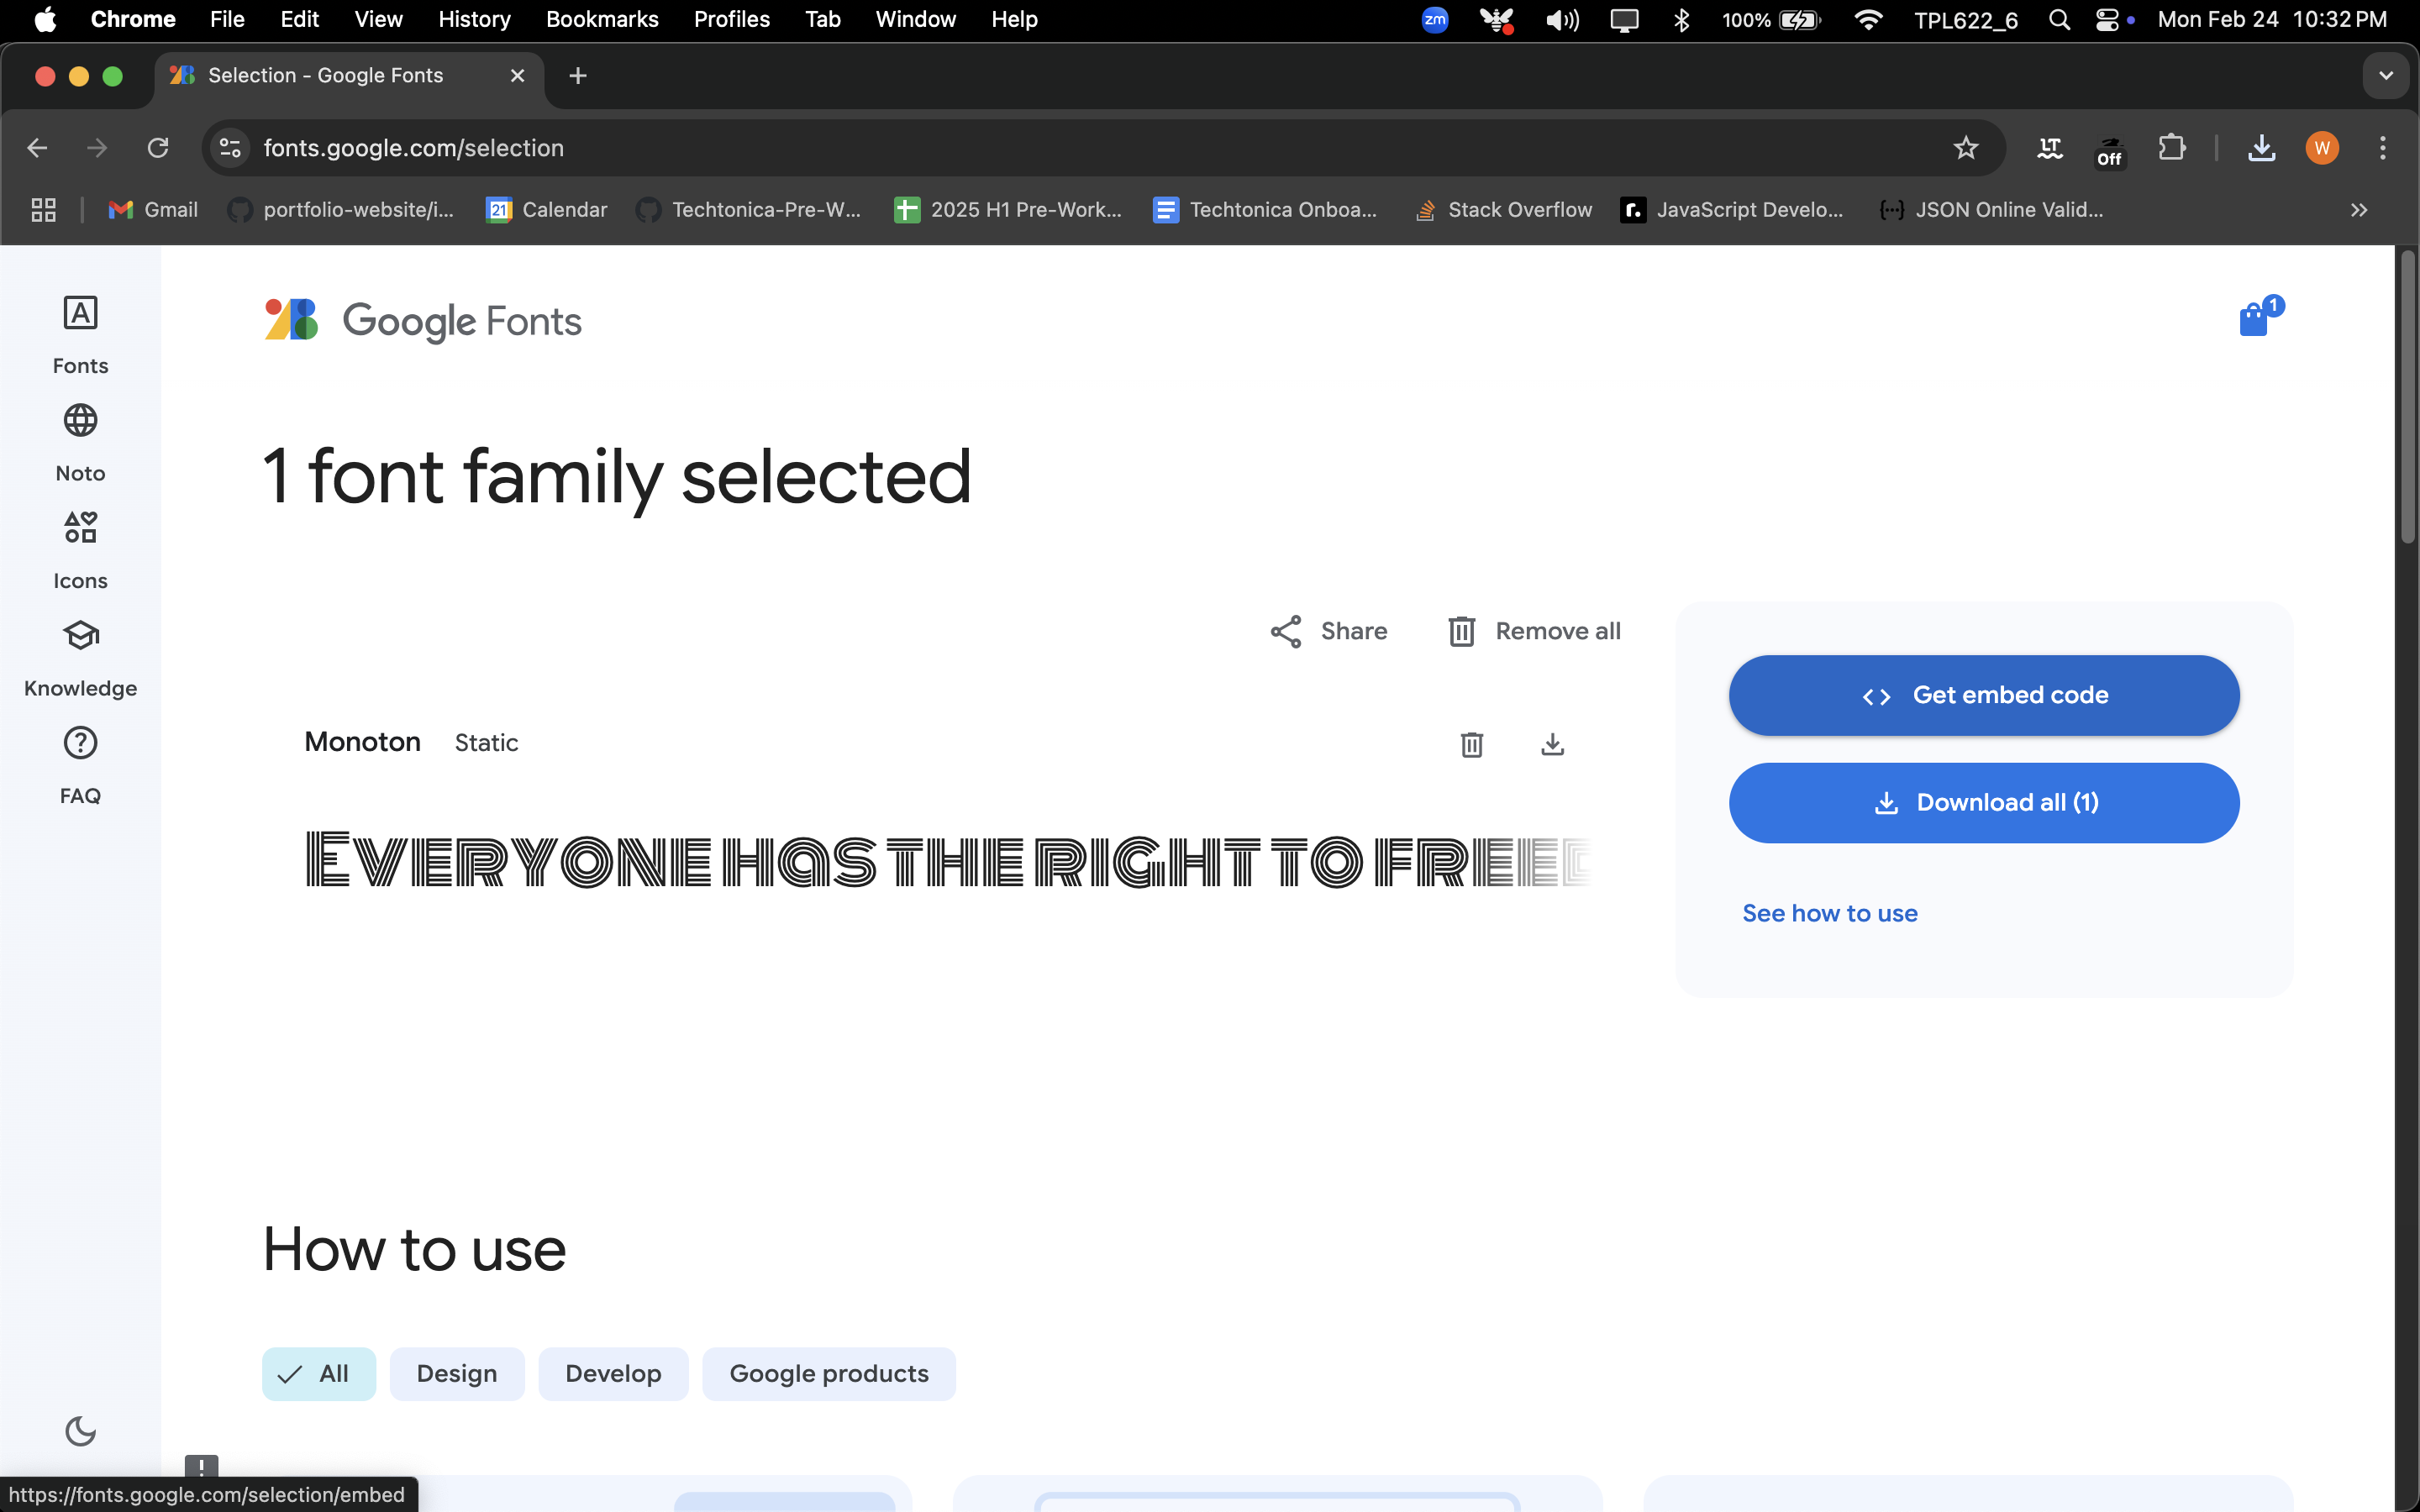 Chrome File Edit View History Bookmarks Profiles Tab Window Help zm 100% TPL622_6 Mon Feb 24 10:32 PM
Selection - Google Fonts
fonts.google.com/selection LT Off W
Gmail portfolio-website/i... 21 Calendar Techtonica-Pre-W... 2025 H1 Pre-Work... Techtonica Onboa... Stack Overflow r. JavaScript Develo... {...} JSON Online Valid...
A
Fonts
Noto
Icons
Knowledge
FAQ
Google Fonts 1
1 font family selected
Share Remove all
Monoton Static
Everyone has the right to freed
Get embed code
Download all (1)
See how to use
How to use
All Design Develop Google products
https://fonts.google.com/selection/embed